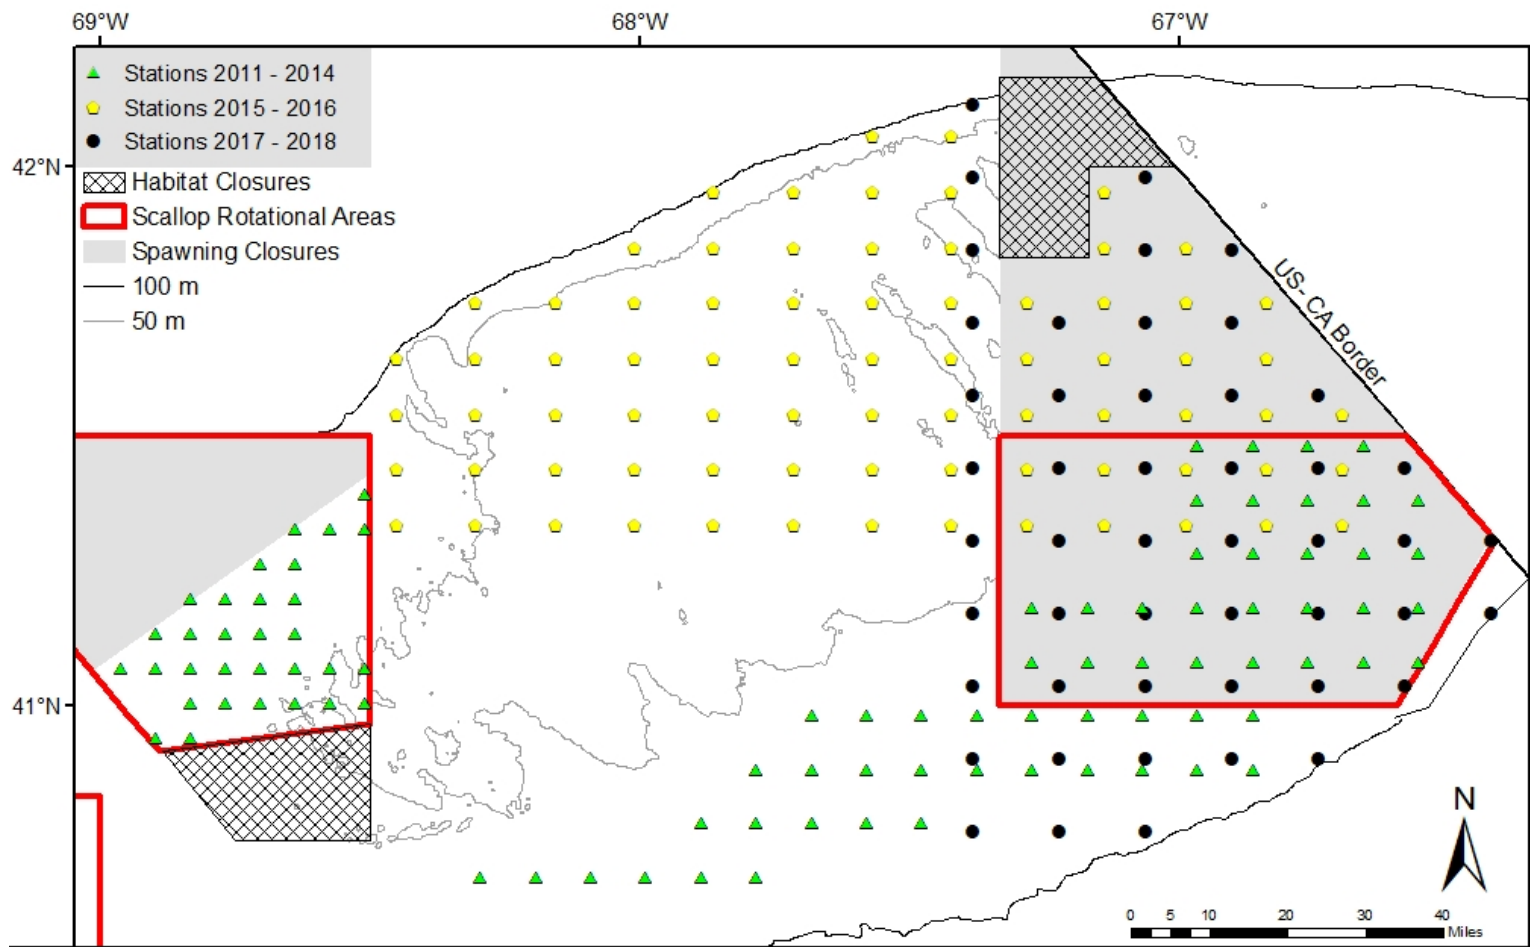 69°W 68°W 67°W
Stations 2011 - 2014
Stations 2015 - 2016
Stations 2017 - 2018
42°N
Habitat Closures
Scallop Rotational Areas
Spawning Closures
100 m
50 m
US- CA Border
41°N
N
0 5 10 20 30 40
Miles